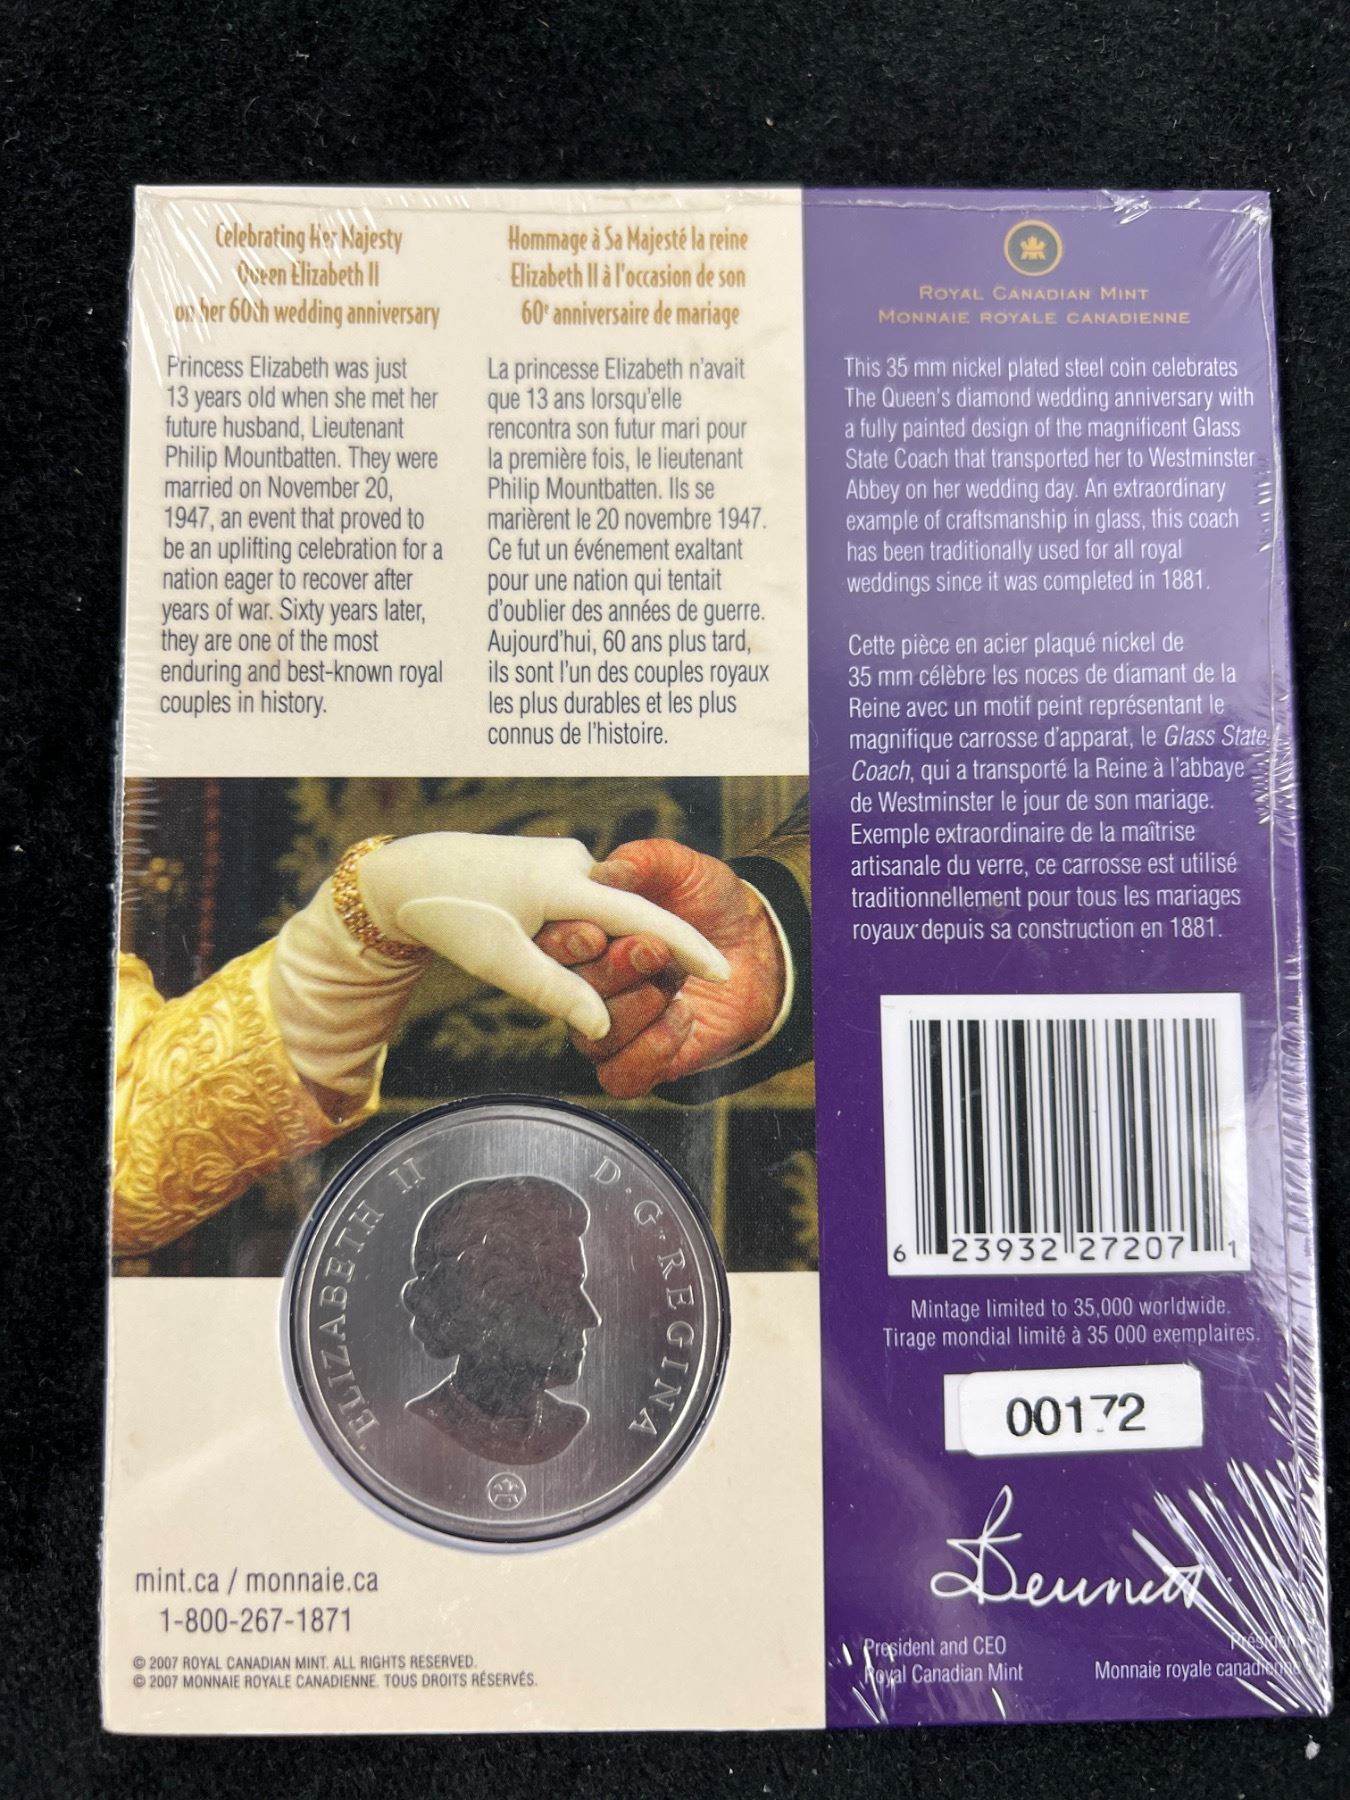 Celebrating Her Majesty
Queen Elizabeth II
on her 60th wedding anniversary
Princess Elizabeth was just
13 years old when she met her
future husband, Lieutenant
Philip Mountbatten. They were
married on November 20,
1947, an event that proved to
be an uplifting celebration for a
nation eager to recover after
years of war. Sixty years later,
they are one of the most
enduring and best-known royal
couples in history.
Hommage à Sa Majesté la reine
Elizabeth II à l'occasion de son
60e anniversaire de mariage
La princesse Elizabeth n'avait
que 13 ans lorsqu'elle
rencontra son futur mari pour
la première fois, le lieutenant
Philip Mountbatten. Ils se
marièrent le 20 novembre 1947.
Ce fut un événement exaltant
pour une nation qui tentait
d'oublier des années de guerre.
Aujourd'hui, 60 ans plus tard,
ils sont l'un des couples royaux
les plus durables et les plus
connus de l'histoire.
ELIZABETH II D·G·REGINA
mint.ca / monnaie.ca
1-800-267-1871
© 2007 ROYAL CANADIAN MINT. ALL RIGHTS RESERVED.
© 2007 MONNAIE ROYALE CANADIENNE. TOUS DROITS RÉSERVÉS.
ROYAL CANADIAN MINT
MONNAIE ROYALE CANADIENNE
This 35 mm nickel plated steel coin celebrates
The Queen's diamond wedding anniversary with
a fully painted design of the magnificent Glass
State Coach that transported her to Westminster
Abbey on her wedding day. An extraordinary
example of craftsmanship in glass, this coach
has been traditionally used for all royal
weddings since it was completed in 1881.
Cette pièce en acier plaqué nickel de
35 mm célèbre les noces de diamant de la
Reine avec un motif peint représentant le
magnifique carrosse d'apparat, le Glass State
Coach, qui a transporté la Reine à l'abbaye
de Westminster le jour de son mariage.
Exemple extraordinaire de la maîtrise
artisanale du verre, ce carrosse est utilisé
traditionnellement pour tous les mariages
royaux depuis sa construction en 1881.
6 23932 27207 1
Mintage limited to 35,000 worldwide.
Tirage mondial limité à 35 000 exemplaires.
00172
Bennett
President and CEO
Royal Canadian Mint
Monnaie royale canadienne